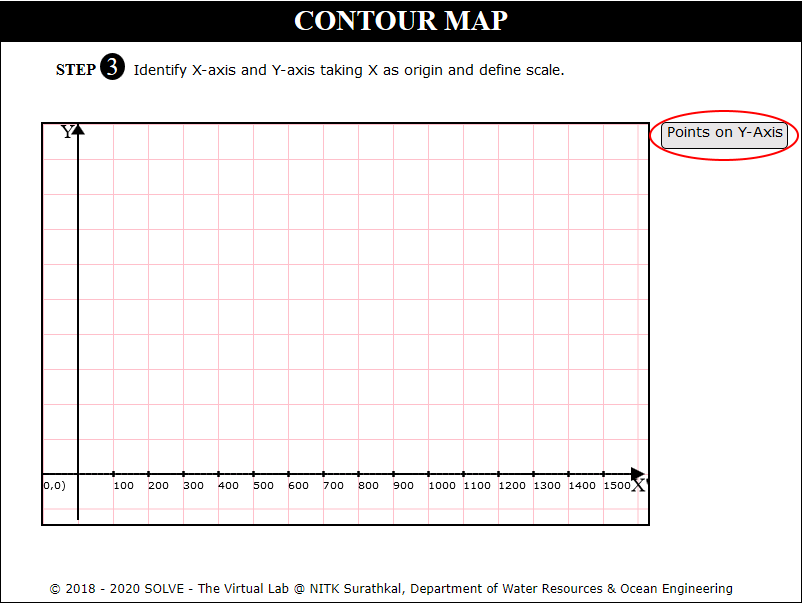 CONTOUR MAP
STEP 3 Identify X-axis and Y-axis taking X as origin and define scale.
Y
Points on Y-Axis
0,0) 100 200 300 400 500 600 700 800 900 1000 1100 1200 1300 1400 1500 X'
© 2018 - 2020 SOLVE - The Virtual Lab @ NITK Surathkal, Department of Water Resources & Ocean Engineering